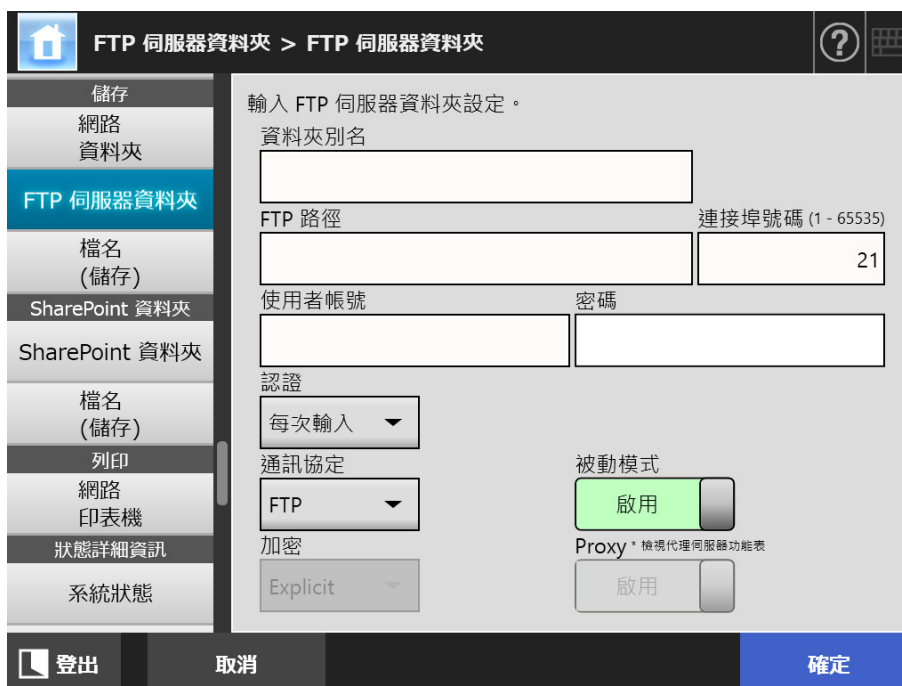 FTP 伺服器資料夾 > FTP 伺服器資料夾
儲存
網路
資料夾
FTP 伺服器資料夾
檔名
(儲存)
SharePoint 資料夾
SharePoint 資料夾
檔名
(儲存)
列印
網路
印表機
狀態詳細資訊
系統狀態
輸入 FTP 伺服器資料夾設定。
資料夾別名
FTP 路徑
連接埠號碼 (1 - 65535)
21
使用者帳號
密碼
認證
每次輸入
通訊協定
被動模式
FTP
啟用
加密
Proxy * 檢視代理伺服器功能表
Explicit
啟用
登出
取消
確定